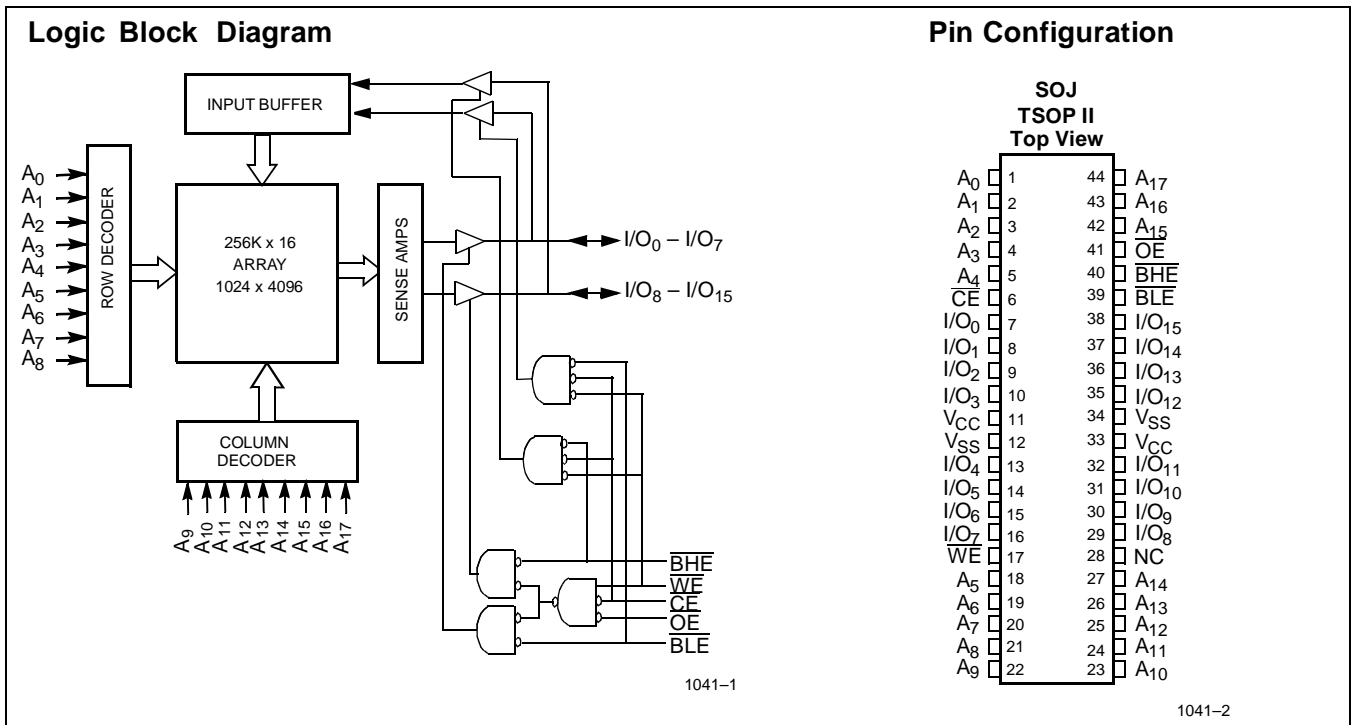 Logic Block Diagram
INPUT BUFFER
A0
A1
A2
A3
A4
A5
A6
A7
A8
ROW DECODER
256K x 16
ARRAY
1024 x 4096
SENSE AMPS
I/O0 – I/O7
I/O8 – I/O15
COLUMN
DECODER
A9
A10
A11
A12
A13
A14
A15
A16
A17
BHE
WE
CE
OE
BLE
1041–1
Pin Configuration
SOJ
TSOP II
Top View
A0 1 44 A17
A1 2 43 A16
A2 3 42 A15
A3 4 41 OE
A4 5 40 BHE
CE 6 39 BLE
I/O0 7 38 I/O15
I/O1 8 37 I/O14
I/O2 9 36 I/O13
I/O3 10 35 I/O12
VCC 11 34 VSS
VSS 12 33 VCC
I/O4 13 32 I/O11
I/O5 14 31 I/O10
I/O6 15 30 I/O9
I/O7 16 29 I/O8
WE 17 28 NC
A5 18 27 A14
A6 19 26 A13
A7 20 25 A12
A8 21 24 A11
A9 22 23 A10
1041–2